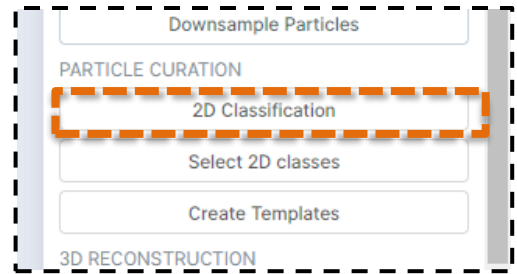 Downsample Particles
PARTICLE CURATION
2D Classification
Select 2D classes
Create Templates
3D RECONSTRUCTION